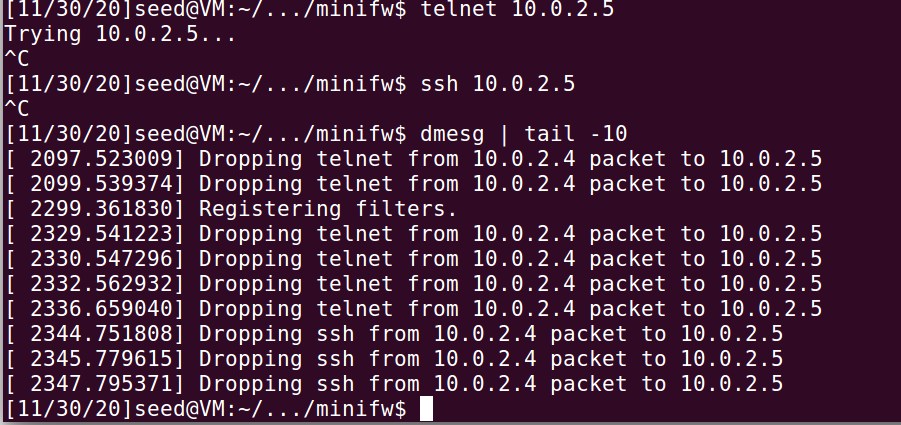 [11/30/20]seed@VM:~/.../minifw$ telnet 10.0.2.5
Trying 10.0.2.5...
^C
[11/30/20]seed@VM:~/.../minifw$ ssh 10.0.2.5
^C
[11/30/20]seed@VM:~/.../minifw$ dmesg | tail -10
[ 2097.523009] Dropping telnet from 10.0.2.4 packet to 10.0.2.5
[ 2099.539374] Dropping telnet from 10.0.2.4 packet to 10.0.2.5
[ 2299.361830] Registering filters.
[ 2329.541223] Dropping telnet from 10.0.2.4 packet to 10.0.2.5
[ 2330.547296] Dropping telnet from 10.0.2.4 packet to 10.0.2.5
[ 2332.562932] Dropping telnet from 10.0.2.4 packet to 10.0.2.5
[ 2336.659040] Dropping telnet from 10.0.2.4 packet to 10.0.2.5
[ 2344.751808] Dropping ssh from 10.0.2.4 packet to 10.0.2.5
[ 2345.779615] Dropping ssh from 10.0.2.4 packet to 10.0.2.5
[ 2347.795371] Dropping ssh from 10.0.2.4 packet to 10.0.2.5
[11/30/20]seed@VM:~/.../minifw$